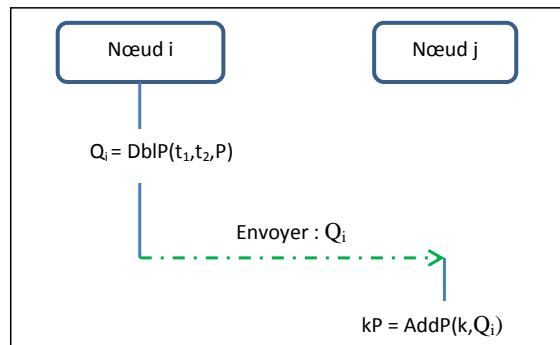 Nœud i
Nœud j
Qᵢ = DblP(t₁,t₂,P)
Envoyer : Qᵢ
kP = AddP(k,Qᵢ)